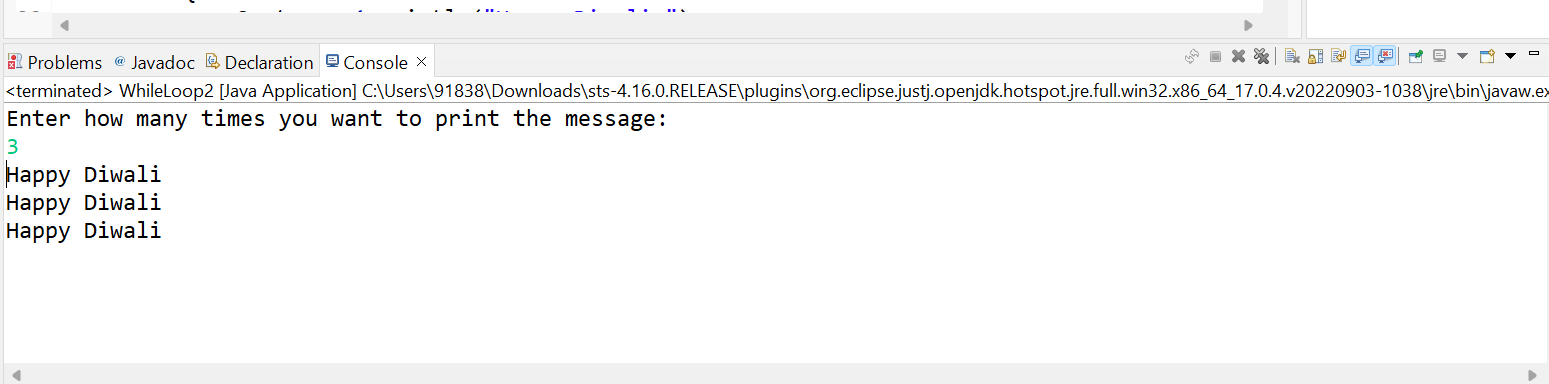 Problems @ Javadoc Declaration Console
<terminated> WhileLoop2 [Java Application] C:\Users\91838\Downloads\sts-4.16.0.RELEASE\plugins\org.eclipse.justj.openjdk.hotspot.jre.full.win32.x86_64_17.0.4.v20220903-1038\jre\bin\javaw.ex
Enter how many times you want to print the message:
3
Happy Diwali
Happy Diwali
Happy Diwali